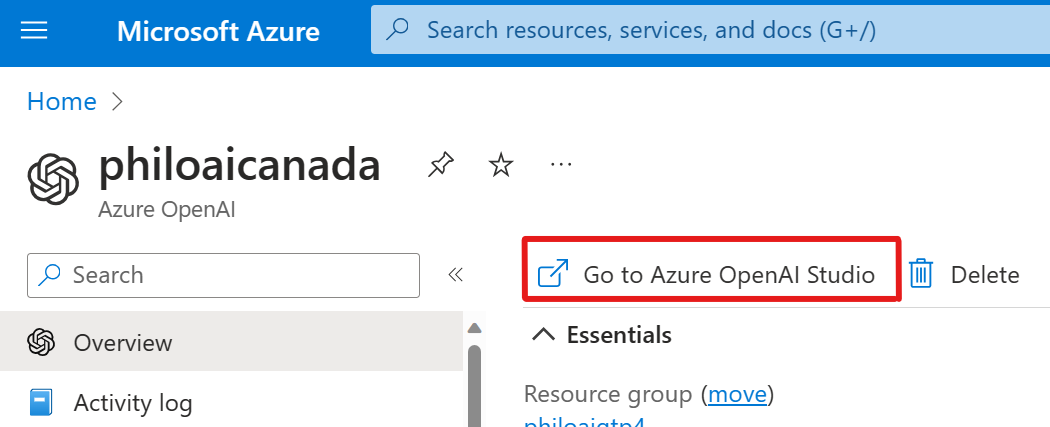 Microsoft Azure
Search resources, services, and docs (G+/)
Home
philoaicanada
Azure OpenAI
Search
Go to Azure OpenAI Studio
Delete
Overview
Essentials
Activity log
Resource group (move)
philoaigtp4